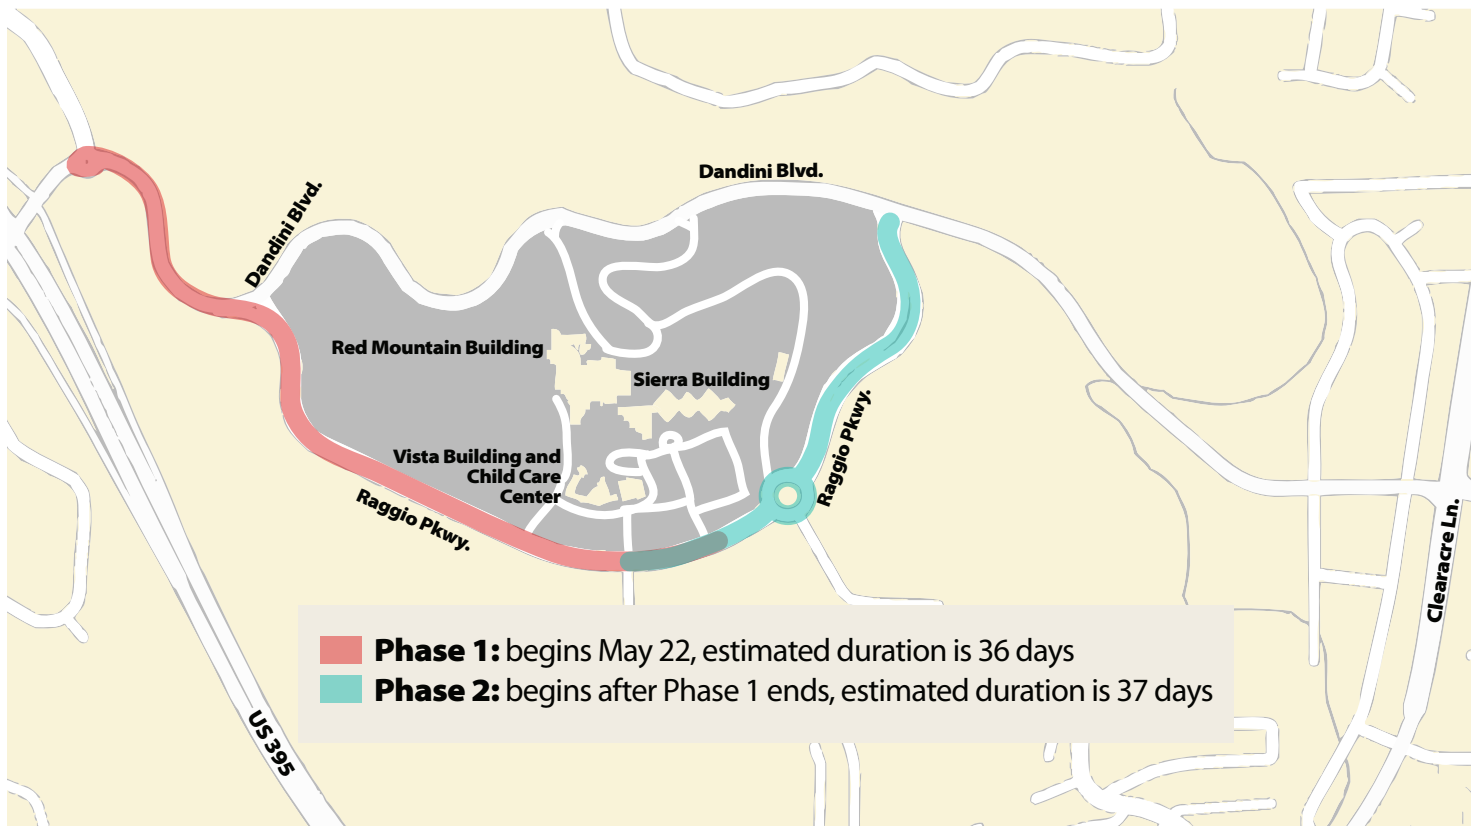 Dandini Blvd.
Dandini Blvd.
Red Mountain Building
Sierra Building
Vista Building and
Child Care
Center
Raggio Pkwy.
Raggio Pkwy.
Clearacre Ln.
Phase 1: begins May 22, estimated duration is 36 days
Phase 2: begins after Phase 1 ends, estimated duration is 37 days
US 395